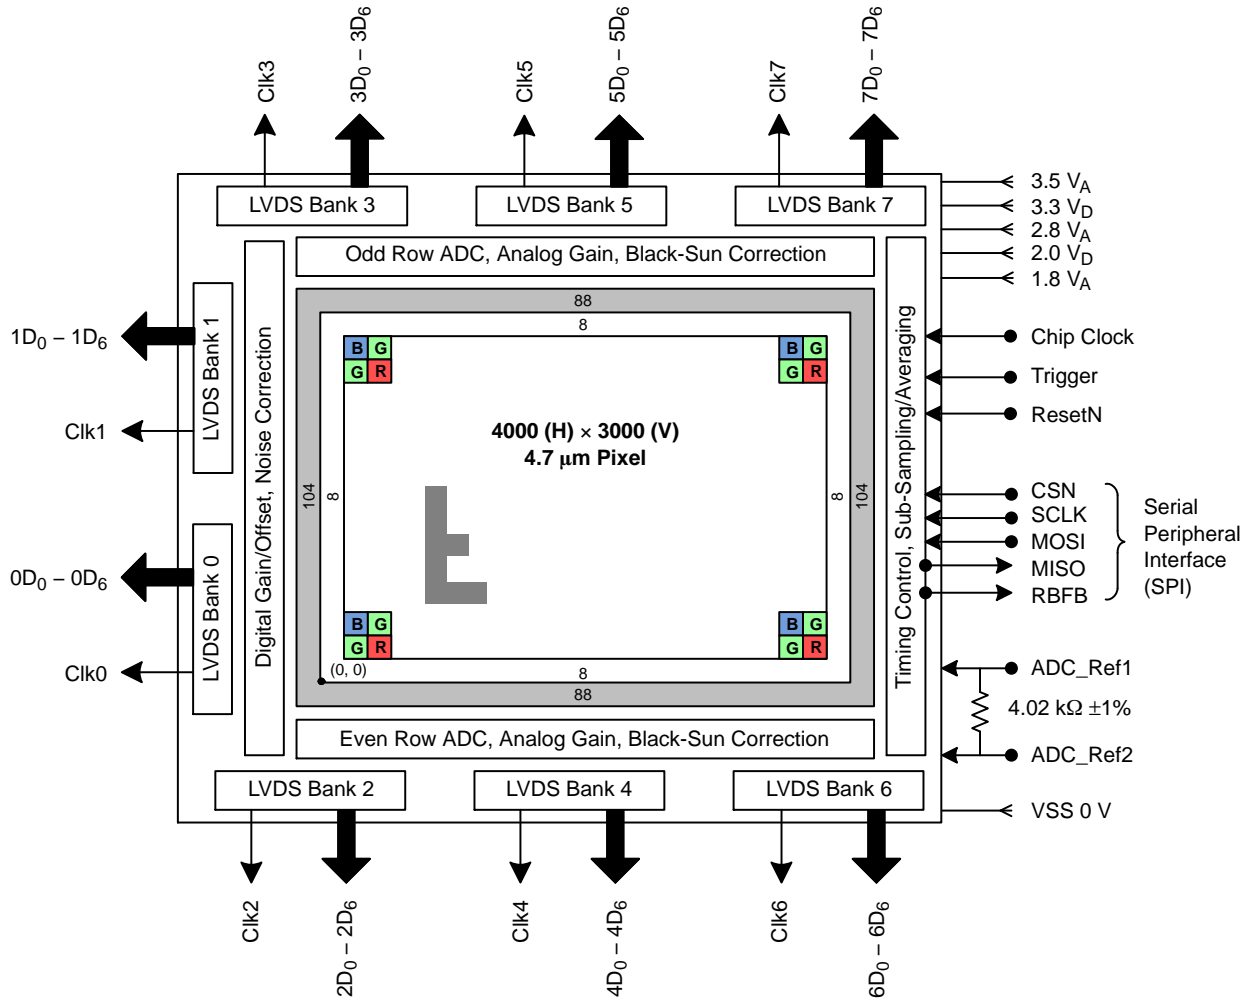 3D0 – 3D6
5D0 – 5D6
7D0 – 7D6
Clk3
Clk5
Clk7
LVDS Bank 3
LVDS Bank 5
LVDS Bank 7
3.5 VA
3.3 VD
2.8 VA
2.0 VD
1.8 VA
Odd Row ADC, Analog Gain, Black-Sun Correction
88
8
1D0 – 1D6
LVDS Bank 1
Clk1
Digital Gain/Offset, Noise Correction
B G
G R
B G
G R
4000 (H) × 3000 (V)
4.7 μm Pixel
104
8
8
104
Timing Control, Sub-Sampling/Averaging
Chip Clock
Trigger
ResetN
CSN
SCLK
MOSI
MISO
RBFB
Serial
Peripheral
Interface
(SPI)
0D0 – 0D6
LVDS Bank 0
Clk0
B G
G R
B G
G R
(0, 0)
8
88
ADC_Ref1
4.02 kΩ ±1%
ADC_Ref2
Even Row ADC, Analog Gain, Black-Sun Correction
LVDS Bank 2
LVDS Bank 4
LVDS Bank 6
VSS 0 V
Clk2
2D0 – 2D6
Clk4
4D0 – 4D6
Clk6
6D0 – 6D6